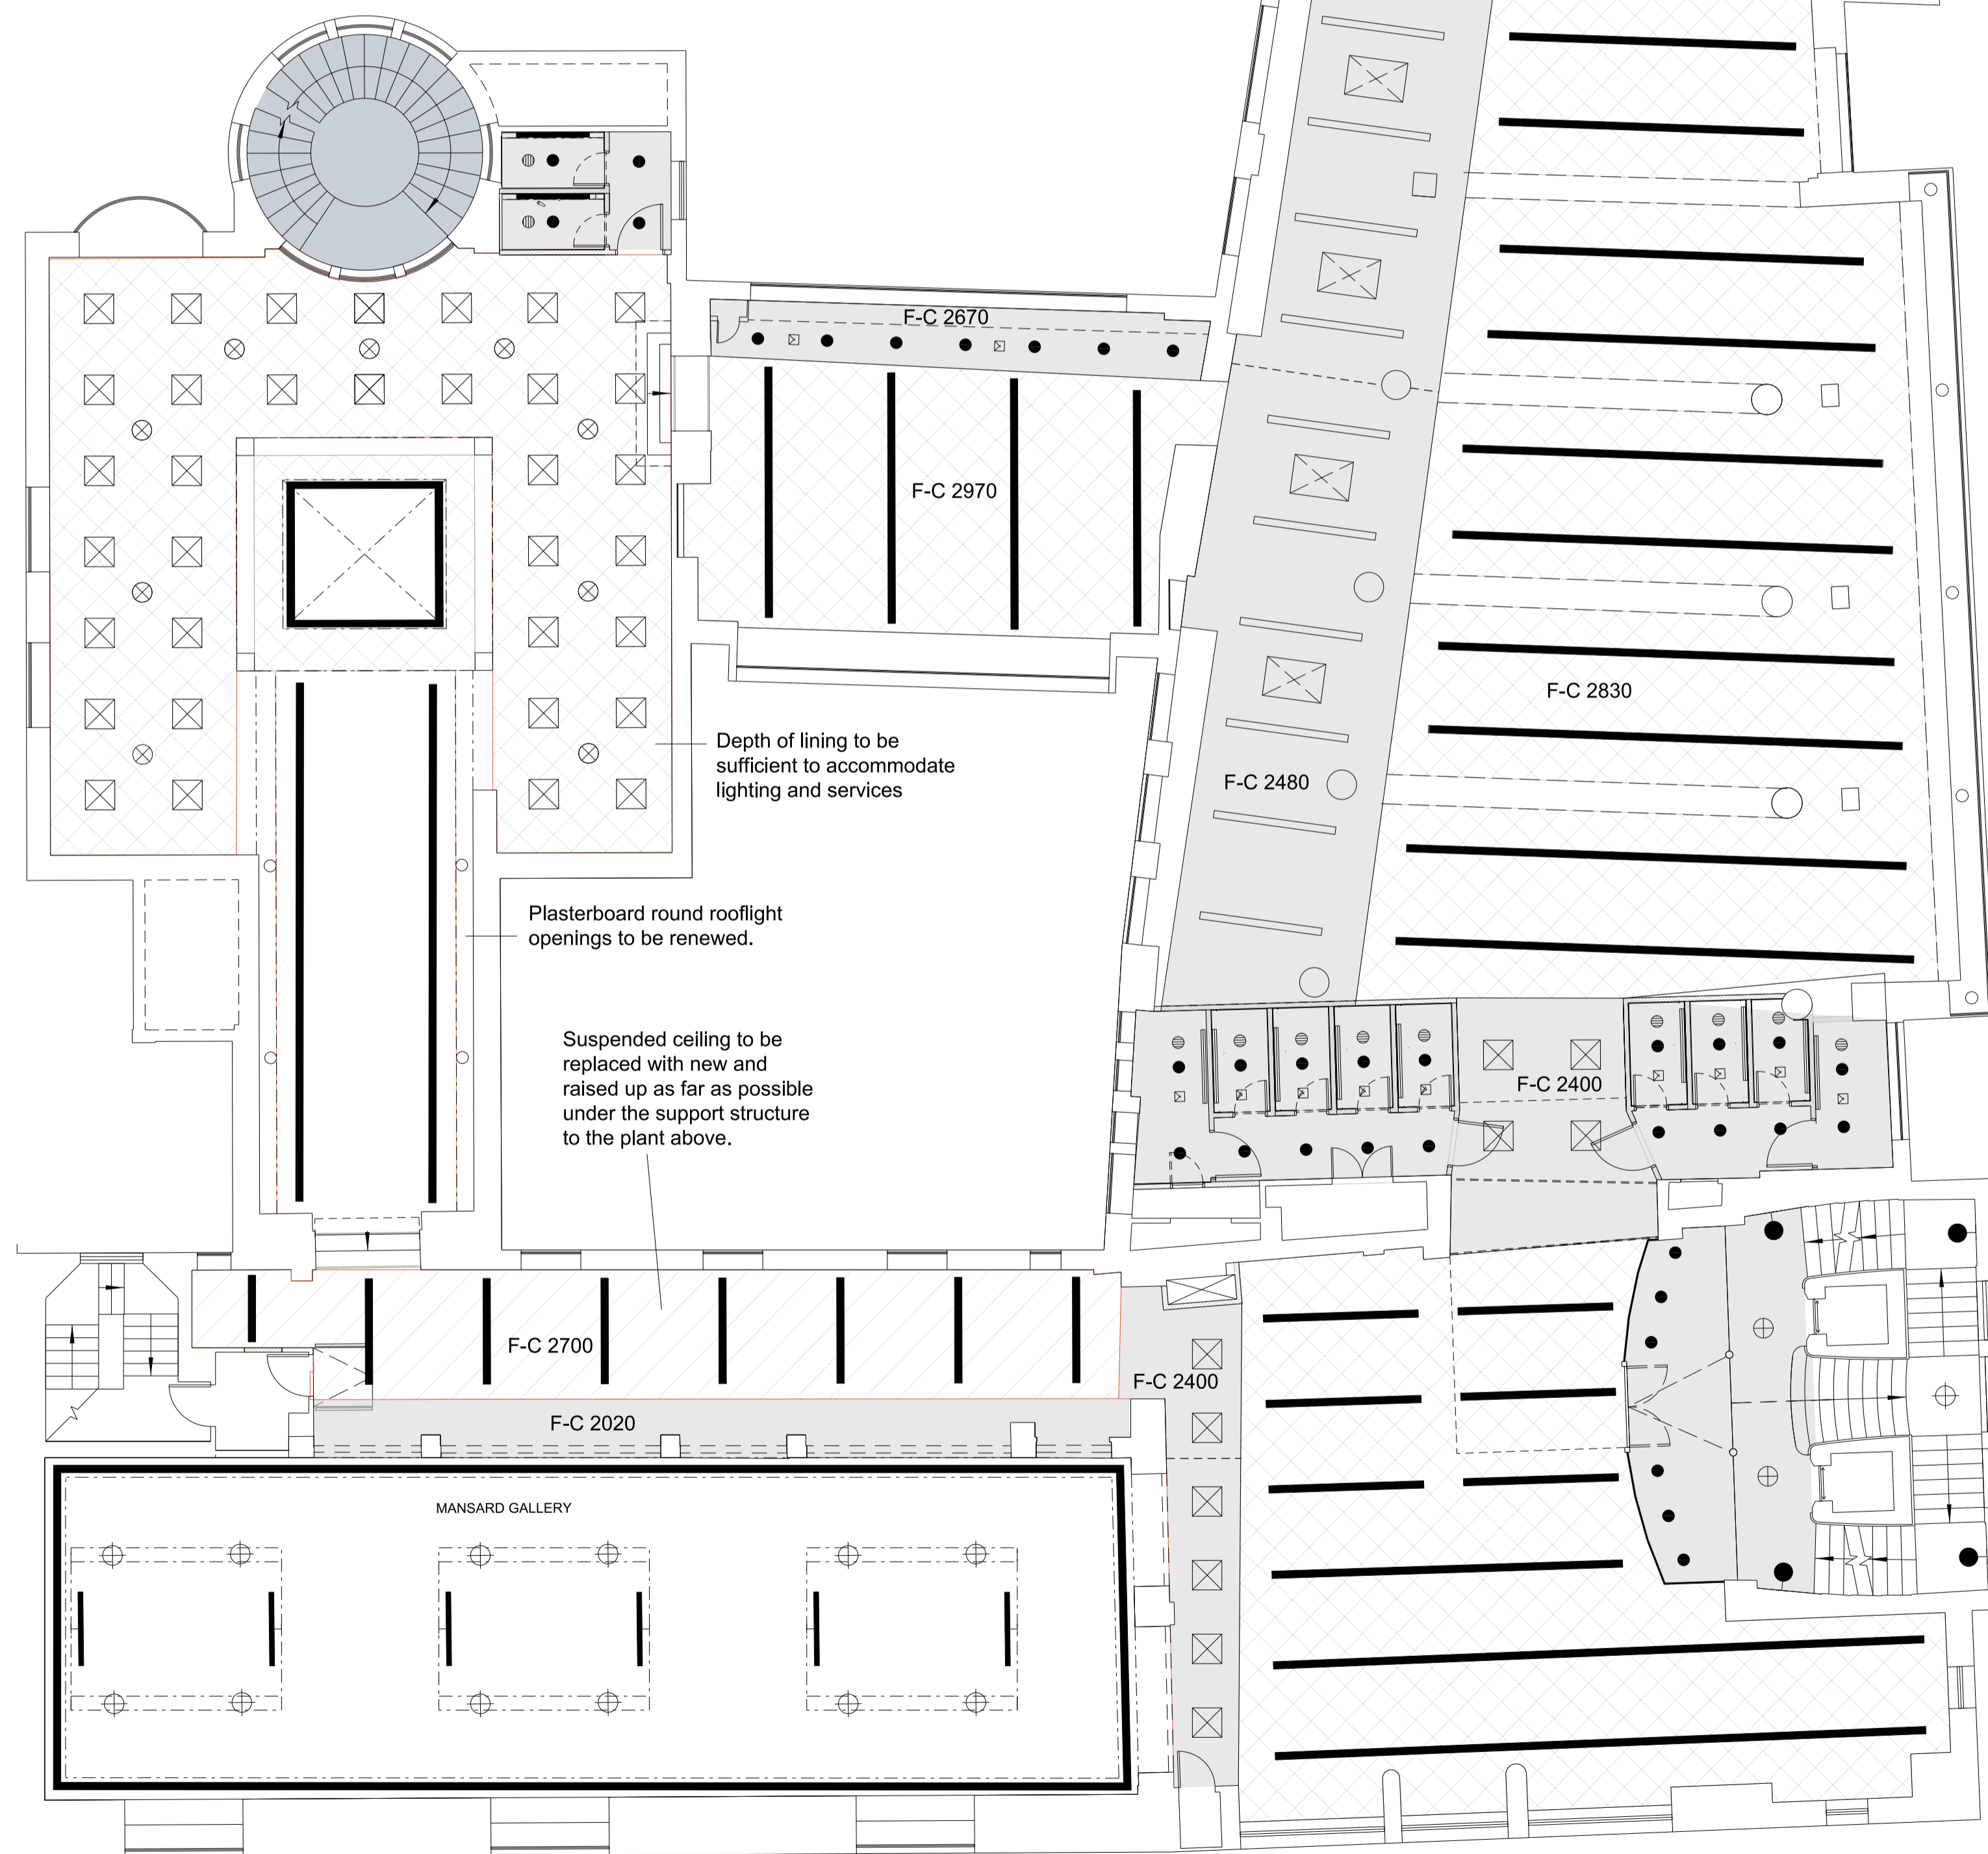 F-C 2670
F-C 2970
F-C 2830
Depth of lining to be
sufficient to accommodate
lighting and services
F-C 2480
Plasterboard round rooflight
openings to be renewed.
Suspended ceiling to be
replaced with new and
raised up as far as possible
under the support structure
to the plant above.
F-C 2400
F-C 2700
F-C 2400
F-C 2020
MANSARD GALLERY